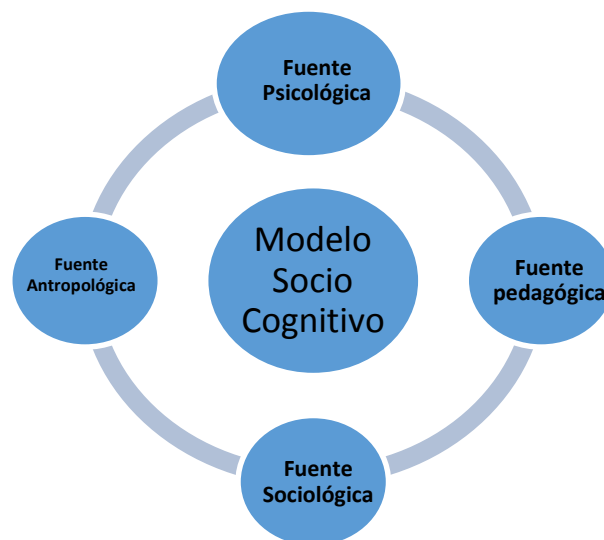 Fuente
Psicológica
Modelo
Socio
Cognitivo
Fuente
Antropológica
Fuente
pedagógica
Fuente
Sociológica